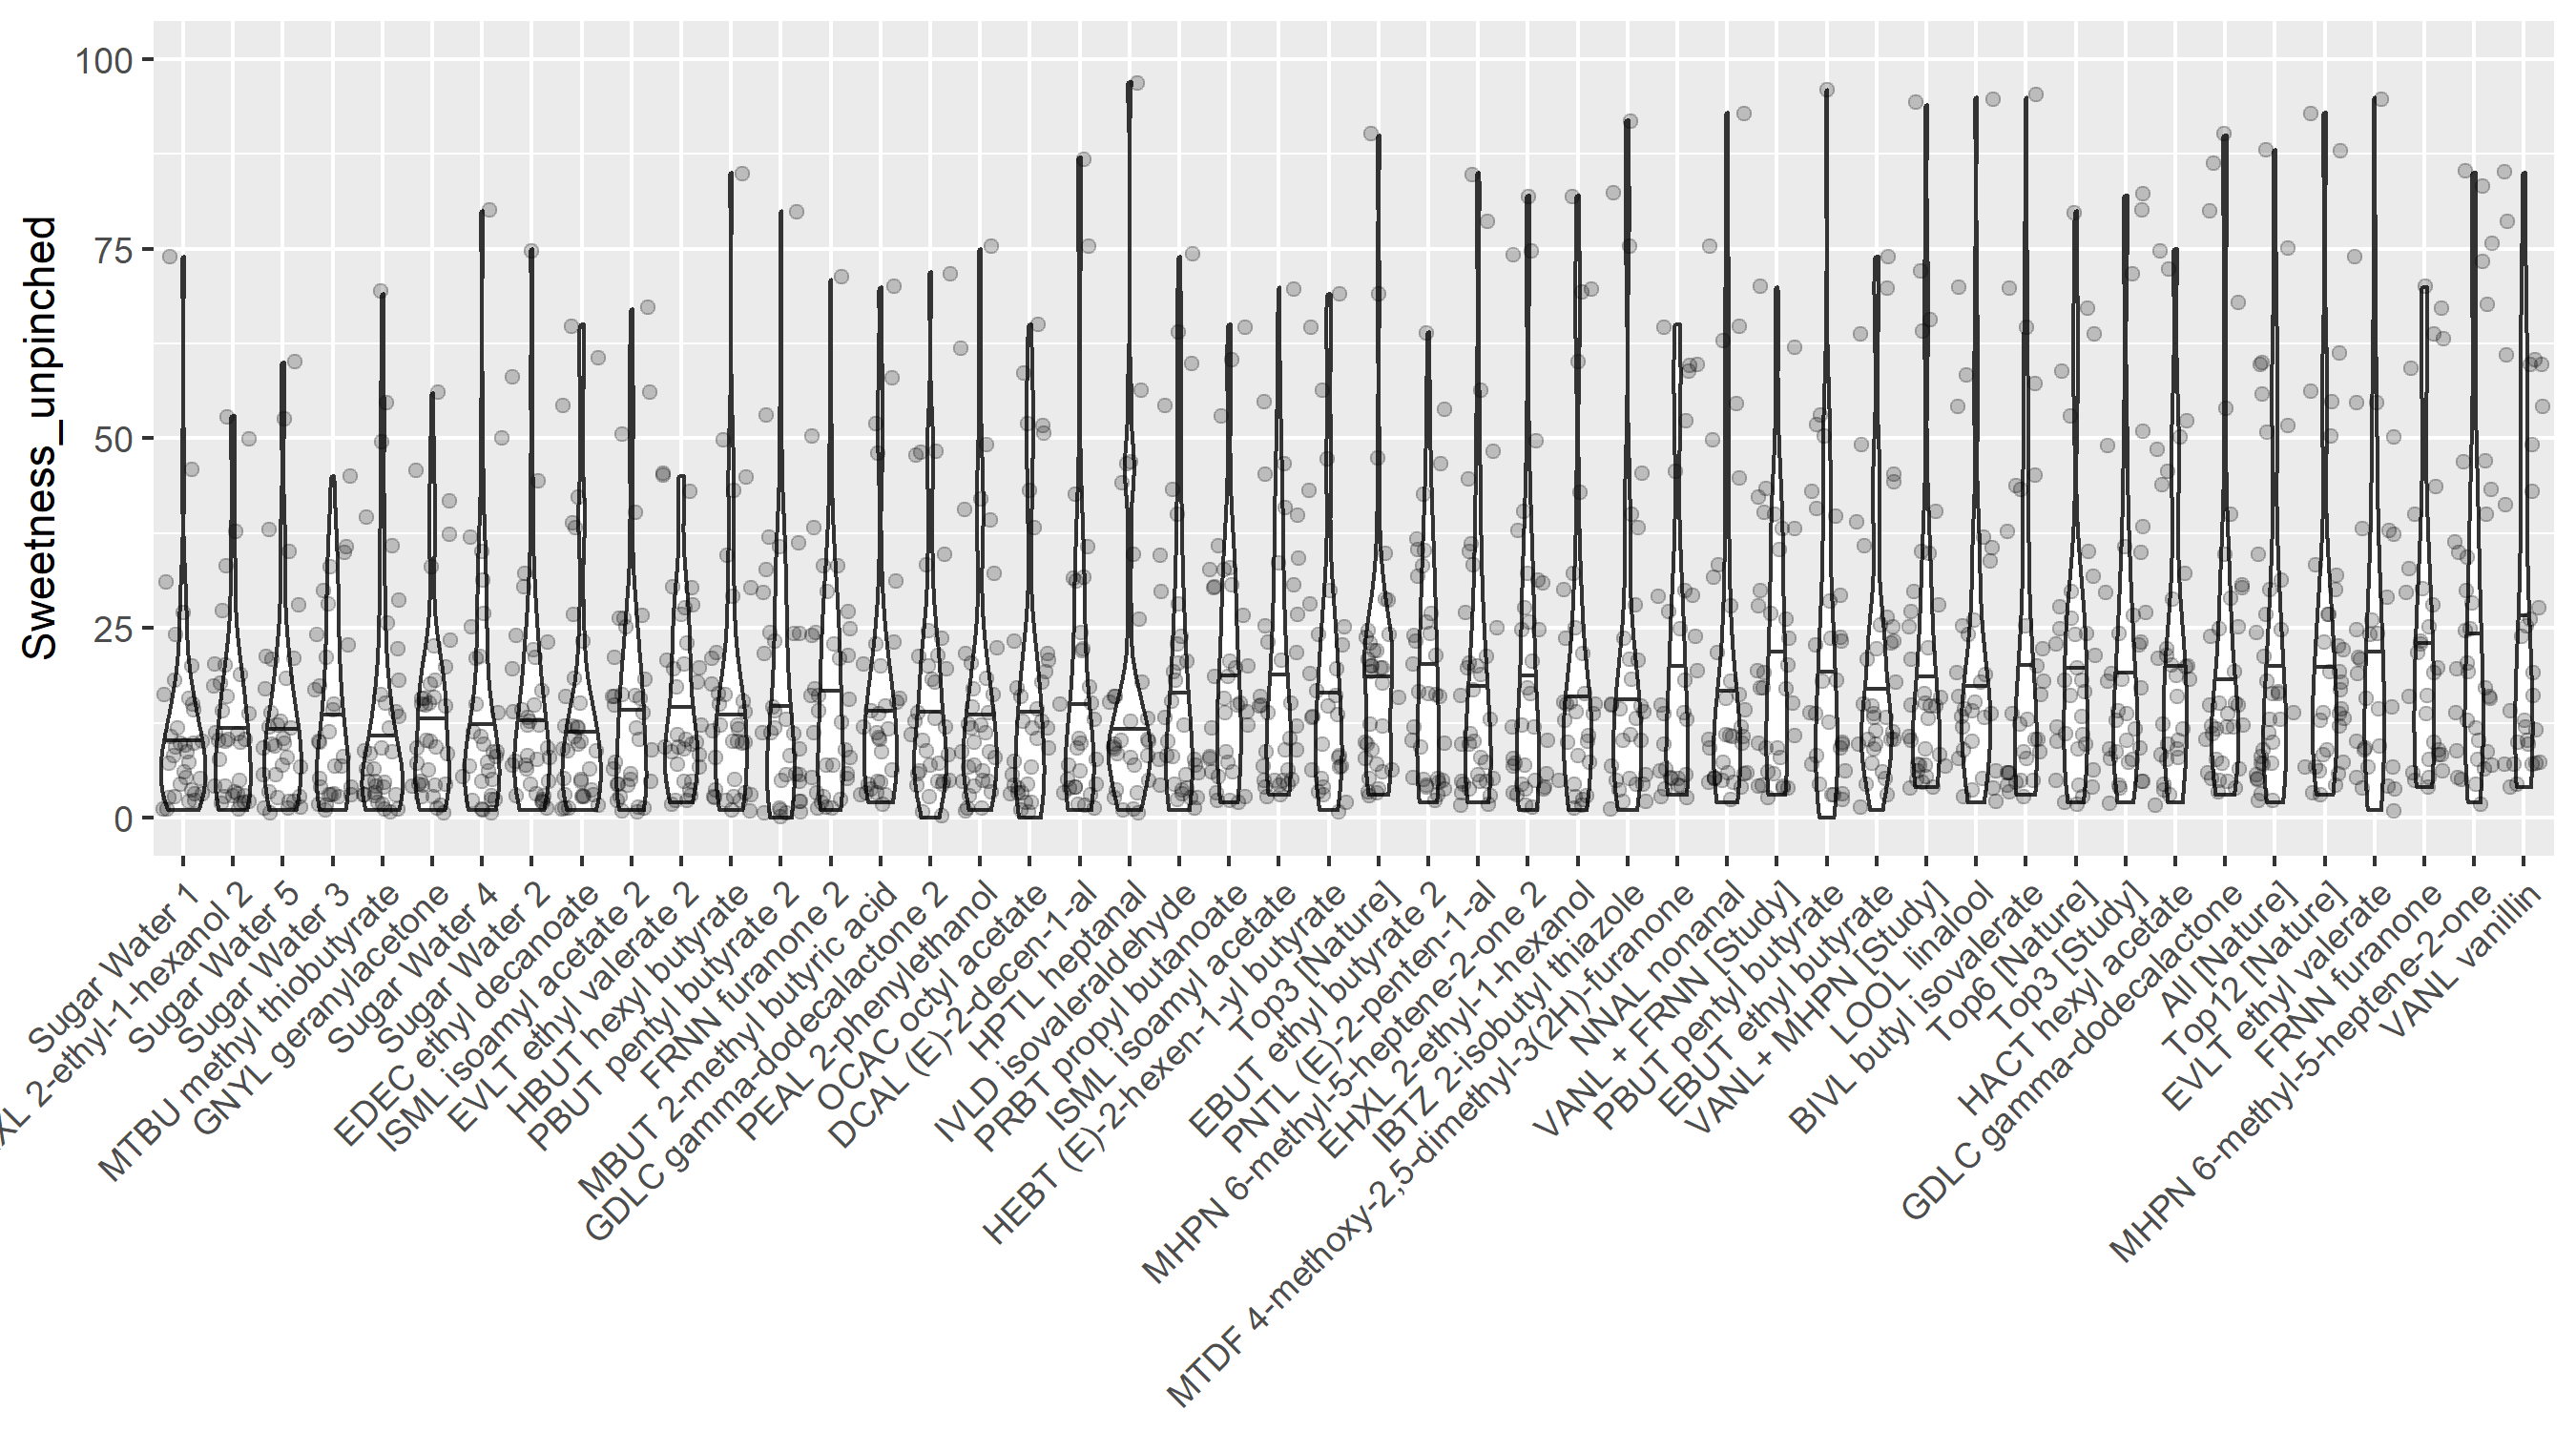 Sweetness_unpinched
100
75
50
25
0
Sugar Water 1
2-ethyl-1-hexanol 2
Sugar Water 5
Sugar Water 3
MTBU methyl thiobutyrate
GNYL geranylacetone
Sugar Water 4
Sugar Water 2
EDEC ethyl decanoate
ISML isoamyl acetate 2
EVLT ethyl valerate 2
HBUT hexyl butyrate
PBUT pentyl butyrate 2
FRNN furanone 2
MBUT 2-methyl butyric acid
GDLC gamma-dodecalactone 2
PEAL 2-phenylethanol
OCAC octyl acetate
DCAL (E)-2-decen-1-al
HPTL heptanal
IVLD isovaleraldehyde
PRBT propyl butanoate
ISML isoamyl acetate
HEBT (E)-2-hexen-1-yl butyrate
Top3 [Nature]
EBUT ethyl butyrate 2
PNTL (E)-2-penten-1-al
MHPN 6-methyl-5-heptene-2-one 2
EHXL 2-ethyl-1-hexanol
IBTZ 2-isobutyl thiazole
MTDF 4-methoxy-2,5-dimethyl-3(2H)-furanone
NNAL nonanal
VANL + FRNN [Study]
PBUT pentyl butyrate
EBUT ethyl butyrate
VANL+ MHPN [Study]
LOOL linalool
BIVL butyl isovalerate
Top6 [Nature]
Top3 [Study]
HACT hexyl acetate
GDLC gamma-dodecalactone
All [Nature]
Top12 [Nature]
EVLT ethyl valerate
FRNN furanone
MHPN 6-methyl-5-heptene-2-one
VANL vanillin